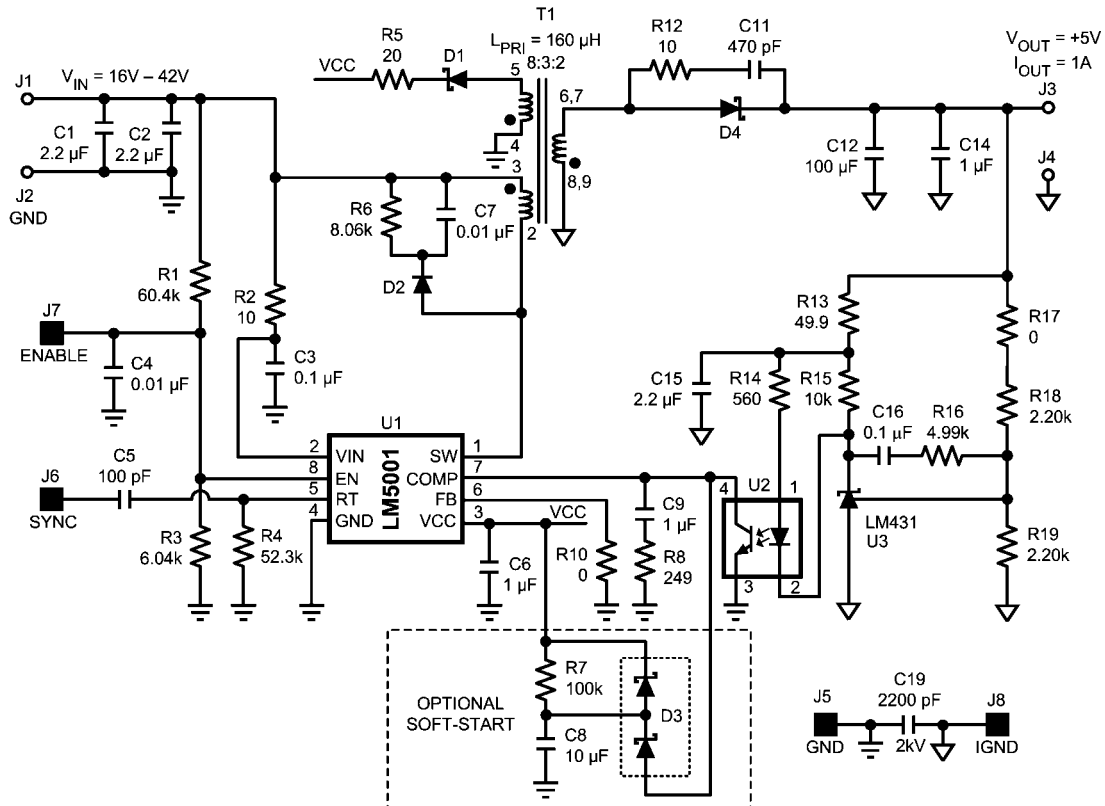 T1
L_PRI = 160 µH
8:3:2
R5
20
D1
VCC
5
4
3
2
6,7
8,9
R12
10
C11
470 pF
D4
V_OUT = +5V
I_OUT = 1A
J3
J4
J1
V_IN = 16V – 42V
C1
2.2 µF
C2
2.2 µF
J2
GND
C12
100 µF
C14
1 µF
R6
8.06k
C7
0.01 µF
D2
R1
60.4k
R2
10
J7
ENABLE
C4
0.01 µF
C3
0.1 µF
R13
49.9
R17
0
C15
2.2 µF
R14
560
R15
10k
R18
2.20k
C16
0.1 µF
R16
4.99k
U1
LM5001
2
VIN
8
EN
5
RT
4
GND
SW
1
COMP
7
FB
6
VCC
3
VCC
C5
100 pF
J6
SYNC
R3
6.04k
R4
52.3k
C6
1 µF
R10
0
C9
1 µF
R8
249
U2
4
1
3
2
LM431
U3
R19
2.20k
OPTIONAL
SOFT-START
R7
100k
C8
10 µF
D3
J5
GND
C19
2200 pF
2kV
J8
IGND